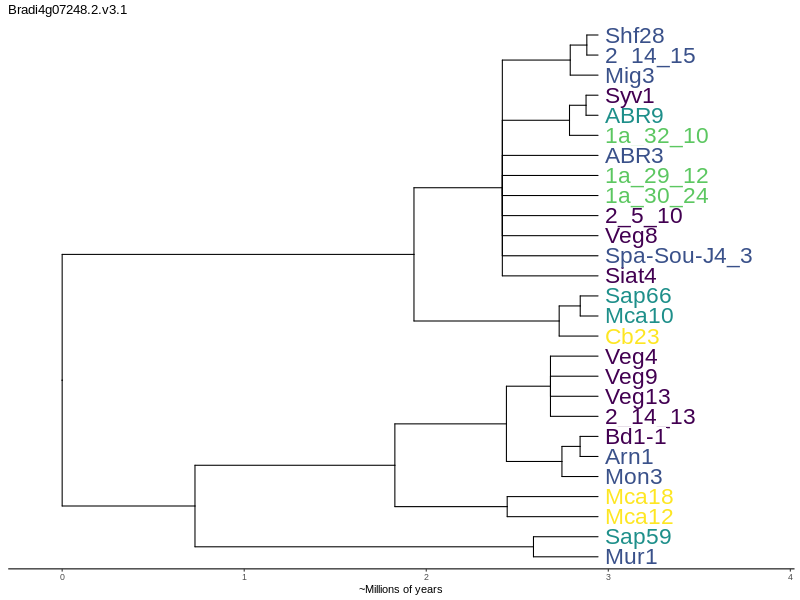 Bradi4g07248.2.v3.1
Shf28
2_14_15
Mig3
Syv1
ABR9
1a_32_10
ABR3
1a_29_12
1a_30_24
2_5_10
Veg8
Spa-Sou-J4_3
Siat4
Sap66
Mca10
Cb23
Veg4
Veg9
Veg13
2_14_13
Bd1-1
Arn1
Mon3
Mca18
Mca12
Sap59
Mur1
0 1 2 3 4
~Millions of years